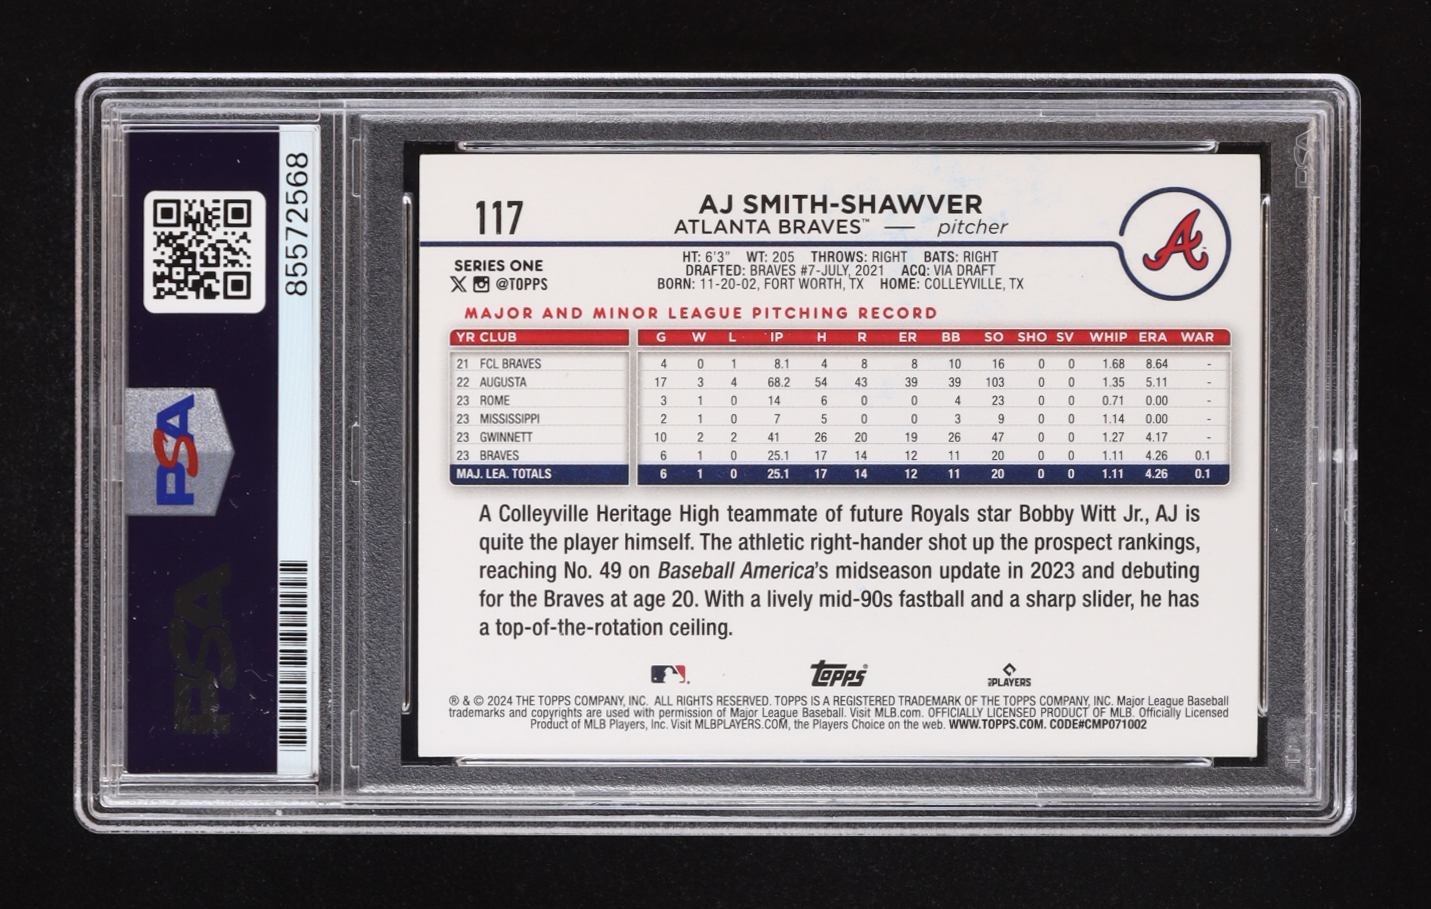 85572568
PSA
PSA
PSA
117
AJ SMITH-SHAWVER
ATLANTA BRAVES™ — pitcher
A
SERIES ONE
@TOPPS
HT: 6'3" WT: 205 THROWS: RIGHT BATS: RIGHT
DRAFTED: BRAVES #7-JULY, 2021 ACQ: VIA DRAFT
BORN: 11-20-02, FORT WORTH, TX HOME: COLLEYVILLE, TX
MAJOR AND MINOR LEAGUE PITCHING RECORD
YR CLUB G W L IP H R ER BB SO SHO SV WHIP ERA WAR
21 FCL BRAVES 4 0 1 8.1 4 8 8 10 16 0 0 1.68 8.64 -
22 AUGUSTA 17 3 4 68.2 54 43 39 39 103 0 0 1.35 5.11 -
23 ROME 3 1 0 14 6 0 0 4 23 0 0 0.71 0.00 -
23 MISSISSIPPI 2 1 0 7 5 0 0 3 9 0 0 1.14 0.00 -
23 GWINNETT 10 2 2 41 26 20 19 26 47 0 0 1.27 4.17 -
23 BRAVES 6 1 0 25.1 17 14 12 11 20 0 0 1.11 4.26 0.1
MAJ. LEA. TOTALS 6 1 0 25.1 17 14 12 11 20 0 0 1.11 4.26 0.1
A Colleyville Heritage High teammate of future Royals star Bobby Witt Jr., AJ is
quite the player himself. The athletic right-hander shot up the prospect rankings,
reaching No. 49 on Baseball America's midseason update in 2023 and debuting
for the Braves at age 20. With a lively mid-90s fastball and a sharp slider, he has
a top-of-the-rotation ceiling.
Topps®
PLAYERS
® & © 2024 THE TOPPS COMPANY, INC. ALL RIGHTS RESERVED. TOPPS IS A REGISTERED TRADEMARK OF THE TOPPS COMPANY, INC. Major League Baseball
trademarks and copyrights are used with permission of Major League Baseball. Visit MLB.com. OFFICIALLY LICENSED PRODUCT OF MLB. Officially Licensed
Product of MLB Players, Inc. Visit MLBPLAYERS.COM, the Players Choice on the web. WWW.TOPPS.COM. CODE#CMP071002